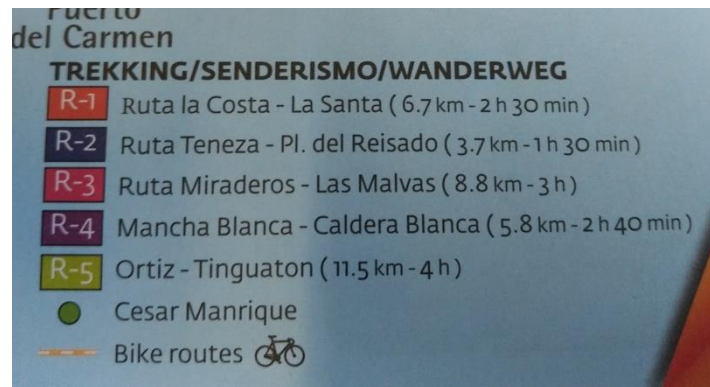 Puerto
del Carmen
TREKKING/SENDERISMO/WANDERWEG
R-1 Ruta la Costa - La Santa ( 6.7 km - 2 h 30 min )
R-2 Ruta Teneza - Pl. del Reisado ( 3.7 km - 1 h 30 min )
R-3 Ruta Miraderos - Las Malvas ( 8.8 km - 3 h )
R-4 Mancha Blanca - Caldera Blanca ( 5.8 km - 2 h 40 min )
R-5 Ortiz - Tinguaton ( 11.5 km - 4 h )
Cesar Manrique
Bike routes